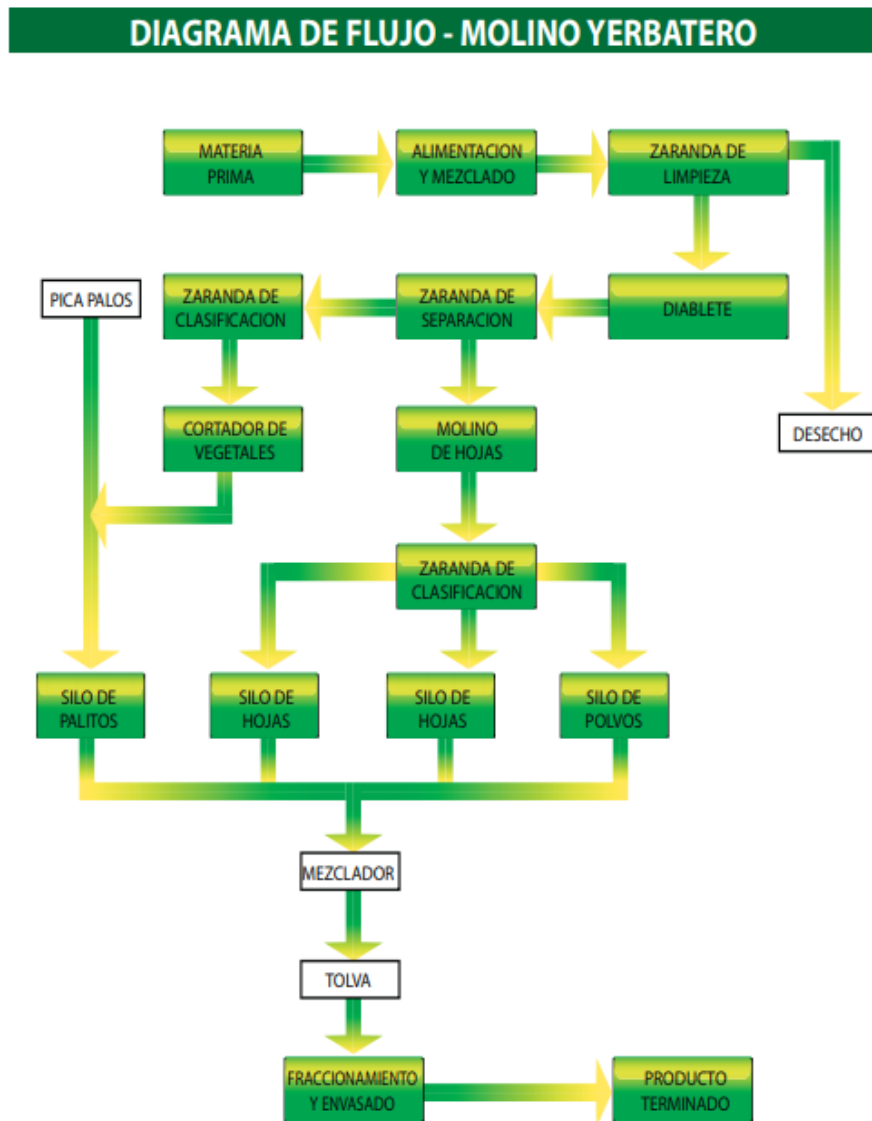 DIAGRAMA DE FLUJO - MOLINO YERBATERO
MATERIA
PRIMA
ALIMENTACION
Y MEZCLADO
ZARANDA DE
LIMPIEZA
PICA PALOS
ZARANDA DE
CLASIFICACION
ZARANDA DE
SEPARACION
DIABLETE
CORTADOR DE
VEGETALES
MOLINO
DE HOJAS
DESECHO
ZARANDA DE
CLASIFICACION
SILO DE
PALITOS
SILO DE
HOJAS
SILO DE
HOJAS
SILO DE
POLVOS
MEZCLADOR
TOLVA
FRACCIONAMIENTO
Y ENVASADO
PRODUCTO
TERMINADO